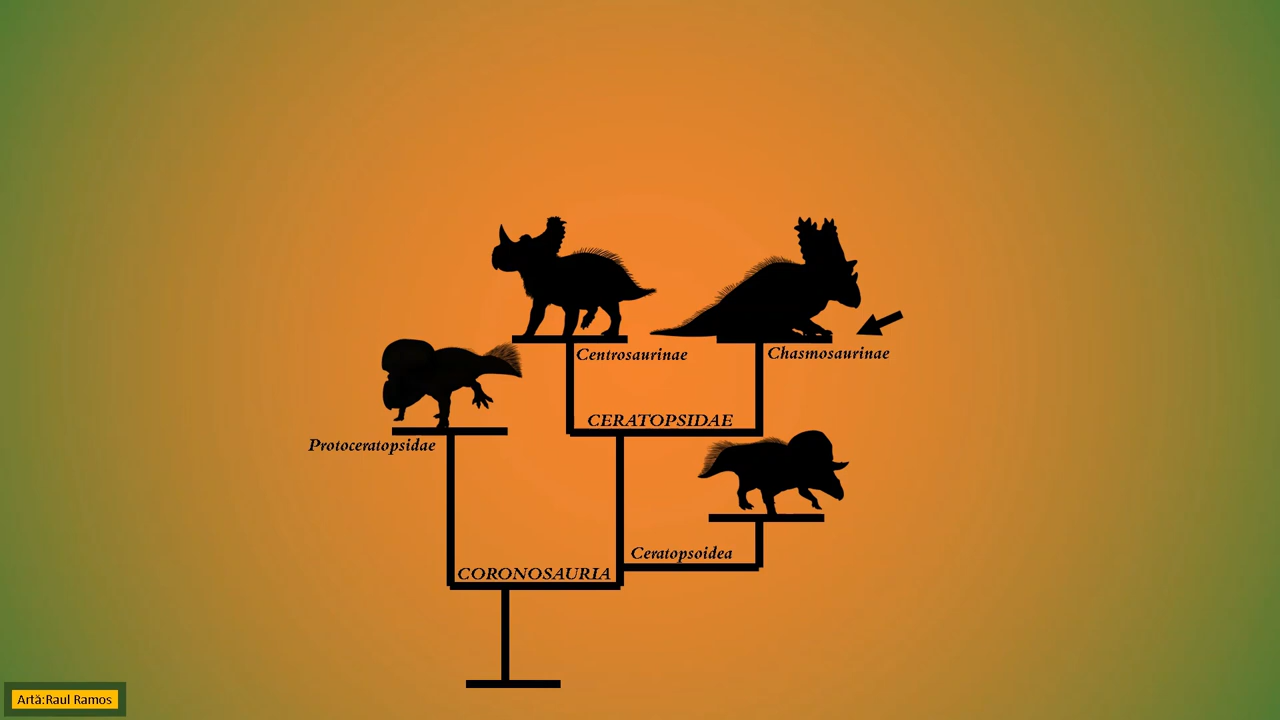 Centrosaurinae
Chasmosaurinae
CERATOPSIDAE
Protoceratopsidae
Ceratopsoidea
CORONOSAURIA
Artă:Raul Ramos